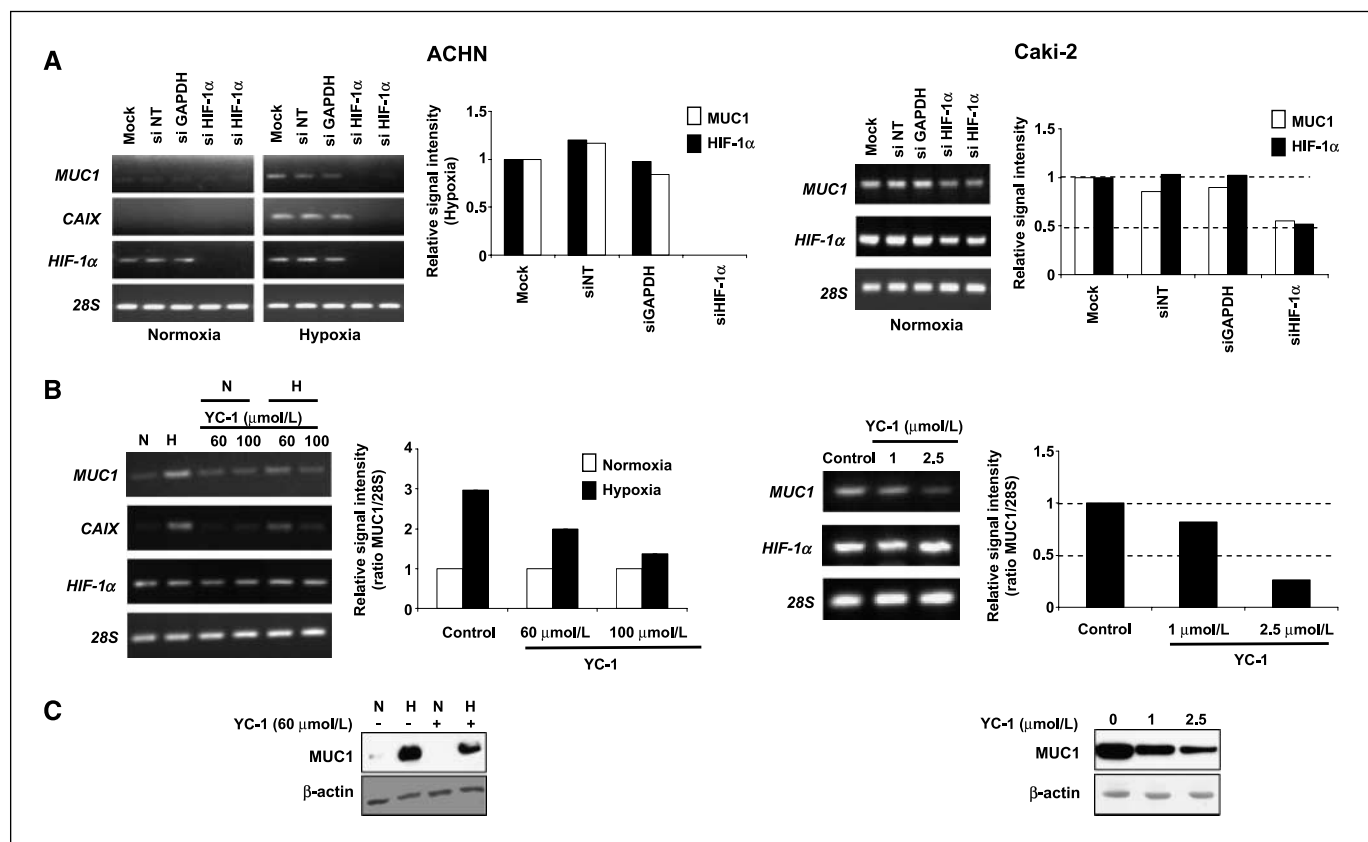 A
ACHN
Caki-2
Mock
si NT
si GAPDH
si HIF-1α
si HIF-1α
Mock
si NT
si GAPDH
si HIF-1α
si HIF-1α
MUC1
CAIX
HIF-1α
28S
Normoxia
Hypoxia
Relative signal intensity
(Hypoxia)
1.5
1
0.5
0
MUC1
HIF-1α
Mock
siNT
siGAPDH
siHIF-1α
Mock
si NT
si GAPDH
si HIF-1α
si HIF-1α
MUC1
HIF-1α
28S
Normoxia
Relative signal intensity
1.5
1
0.5
0
MUC1
HIF-1α
Mock
siNT
siGAPDH
siHIF-1α
B
N H
YC-1 (μmol/L)
N H 60 100 60 100
MUC1
CAIX
HIF-1α
28S
Relative signal intensity
(ratio MUC1/28S)
4
3
2
1
0
Normoxia
Hypoxia
Control 60 μmol/L 100 μmol/L
YC-1
YC-1 (μmol/L)
Control 1 2.5
MUC1
HIF-1α
28S
Relative signal intensity
(ratio MUC1/28S)
1.5
1
0.5
0
Control 1 μmol/L 2.5 μmol/L
YC-1
C
N H N H
YC-1 (60 μmol/L) - - + +
MUC1
β-actin
YC-1 (μmol/L) 0 1 2.5
MUC1
β-actin